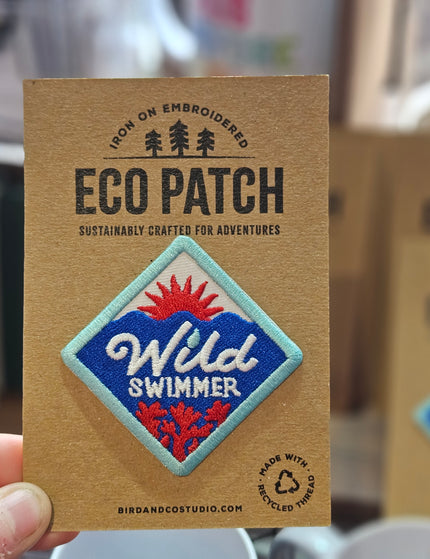 IRON ON EMBROIDERED
ECO PATCH
SUSTAINABLY CRAFTED FOR ADVENTURES
Wild
SWIMMER
· MADE WITH ·
RECYCLED THREAD
BIRDANDCOSTUDIO.COM